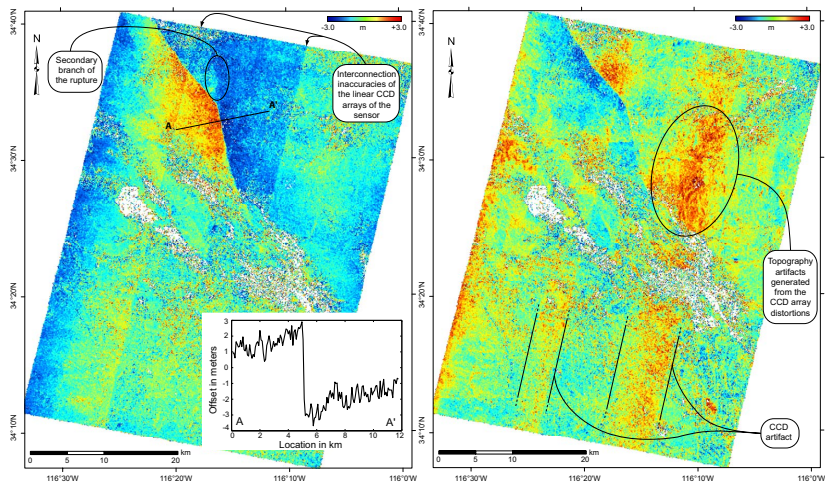 34°40'N
34°30'N
34°20'N
34°10'N
-3.0 m +3.0
N
Secondary
branch of
the rupture
Interconnection
inaccuracies of
the linear CCD
arrays of the
sensor
A A'
3
2
1
0
-1
-2
-3
-4
Offset in meters
A A'
0 2 4 6 8 10 12
Location in km
km
0 5 10 20
116°30'W 116°20'W 116°10'W 116°0'W
34°40'N
34°30'N
34°20'N
34°10'N
-3.0 m +3.0
N
Topography
artifacts
generated
from the
CCD array
distortions
CCD
artifact
km
0 5 10 20
116°30'W 116°20'W 116°10'W 116°0'W